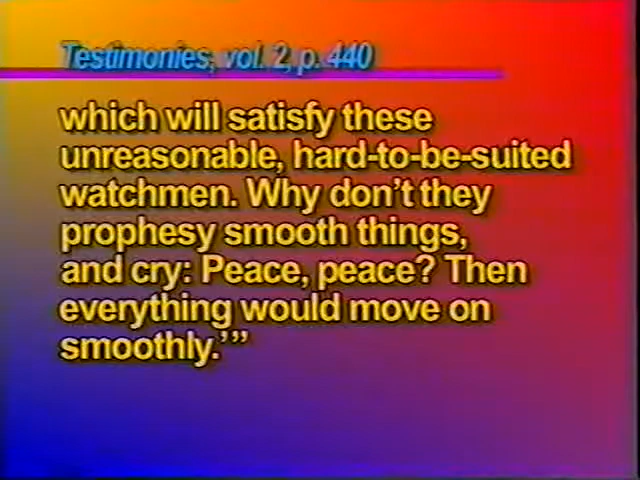 Testimonies, vol. 2, p. 440
which will satisfy these
unreasonable, hard-to-be-suited
watchmen. Why don't they
prophesy smooth things,
and cry: Peace, peace? Then
everything would move on
smoothly.'”